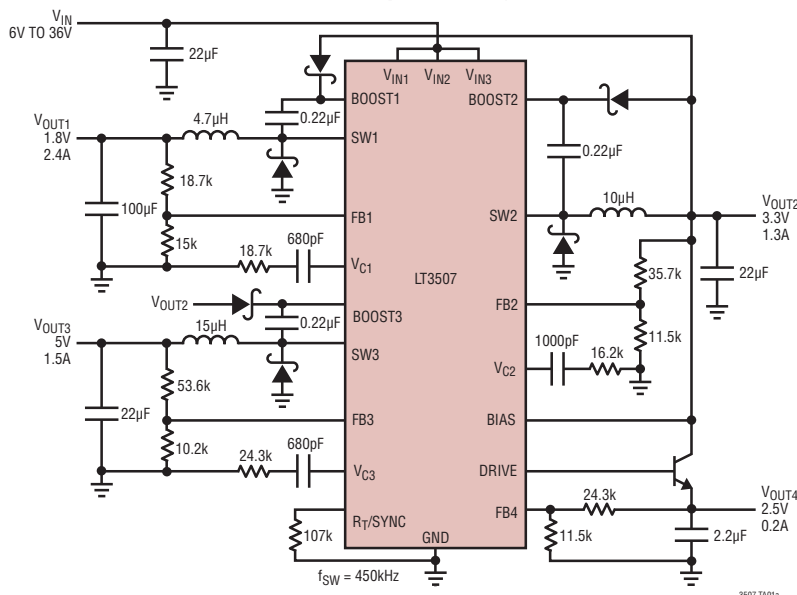 VIN
6V TO 36V
22µF
VIN1
VIN2
VIN3
BOOST1
BOOST2
0.22µF
0.22µF
VOUT1
1.8V
2.4A
4.7µH
SW1
18.7k
100µF
FB1
15k
18.7k
680pF
VC1
SW2
10µH
VOUT2
3.3V
1.3A
35.7k
22µF
LT3507
VOUT2
BOOST3
0.22µF
FB2
11.5k
VOUT3
5V
1.5A
15µH
SW3
1000pF
16.2k
VC2
53.6k
22µF
FB3
BIAS
10.2k
24.3k
680pF
VC3
DRIVE
RT/SYNC
107k
GND
fSW = 450kHz
FB4
24.3k
11.5k
VOUT4
2.5V
0.2A
2.2µF
3507 TA01a